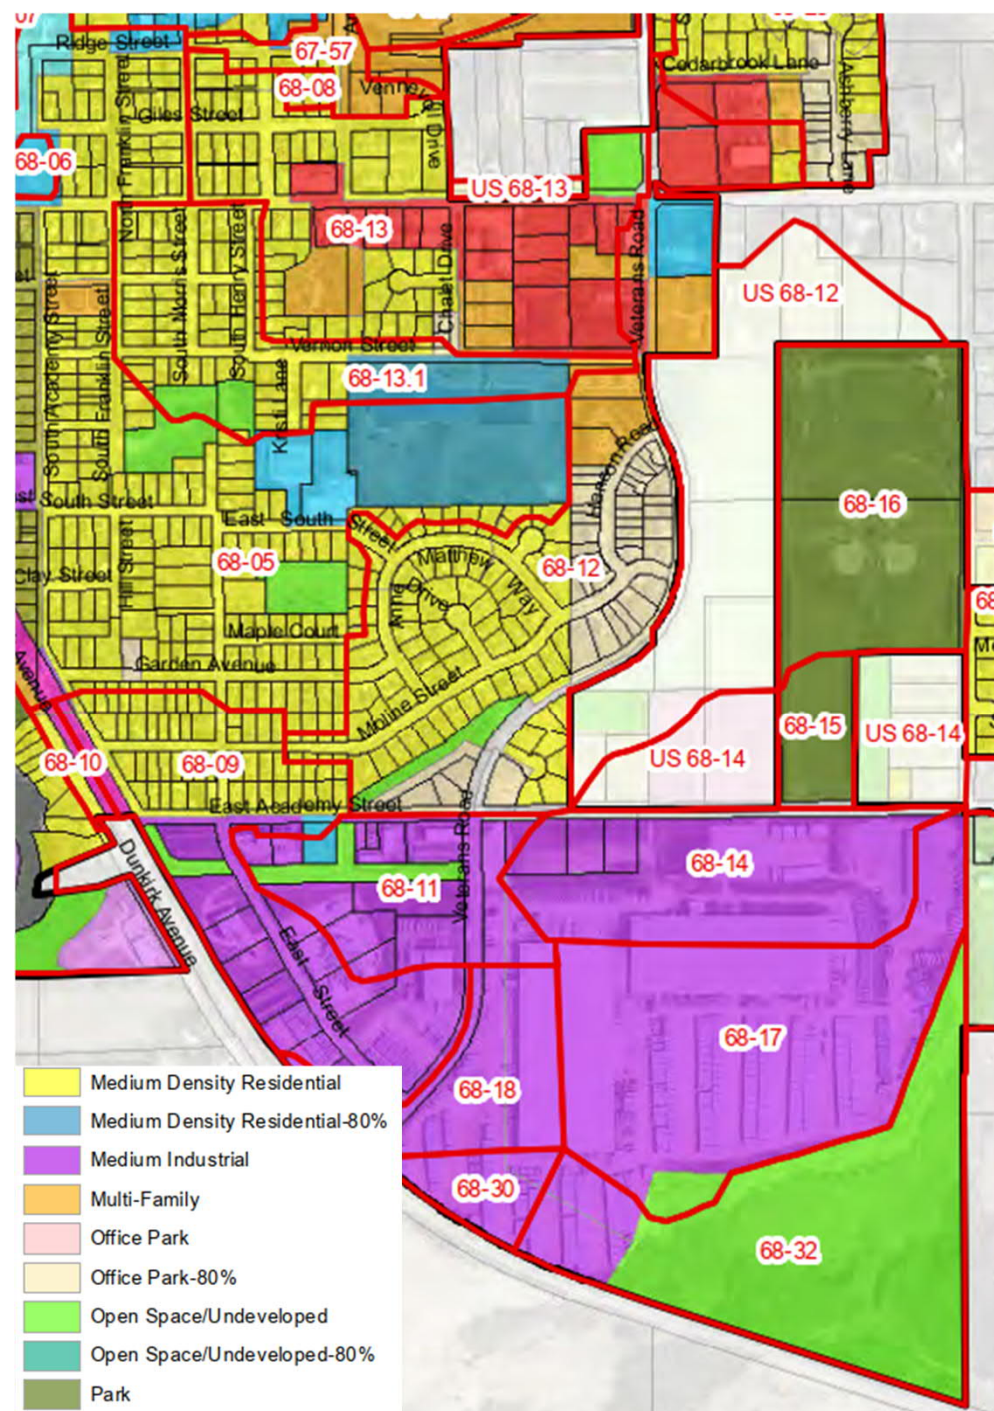 07
Ridge Street
67-57
68-08
Cedarbrook Lane
Giles Street
North Franklin Street
Drive
Ashberry Lane
68-06
US 68-13
68-13
South Morris Street
South Henry Street
Chalet Drive
Veterans Road
US 68-12
South Academy Street
South Franklin Street
Vernon Street
68-13.1
Kristi Lane
Hanson Road
South Street
East South Street
68-16
Clay Street
Hill Street
68-05
Matthew Way
68-12
Anne Drive
68
Maple Court
Garden Avenue
Avenue
Moline Street
68-10
68-09
US 68-14
68-15
US 68-14
East Academy Street
Veterans Road
Dunkirk Avenue
68-11
68-14
East Street
68-17
68-18
68-30
68-32
Medium Density Residential
Medium Density Residential-80%
Medium Industrial
Multi-Family
Office Park
Office Park-80%
Open Space/Undeveloped
Open Space/Undeveloped-80%
Park